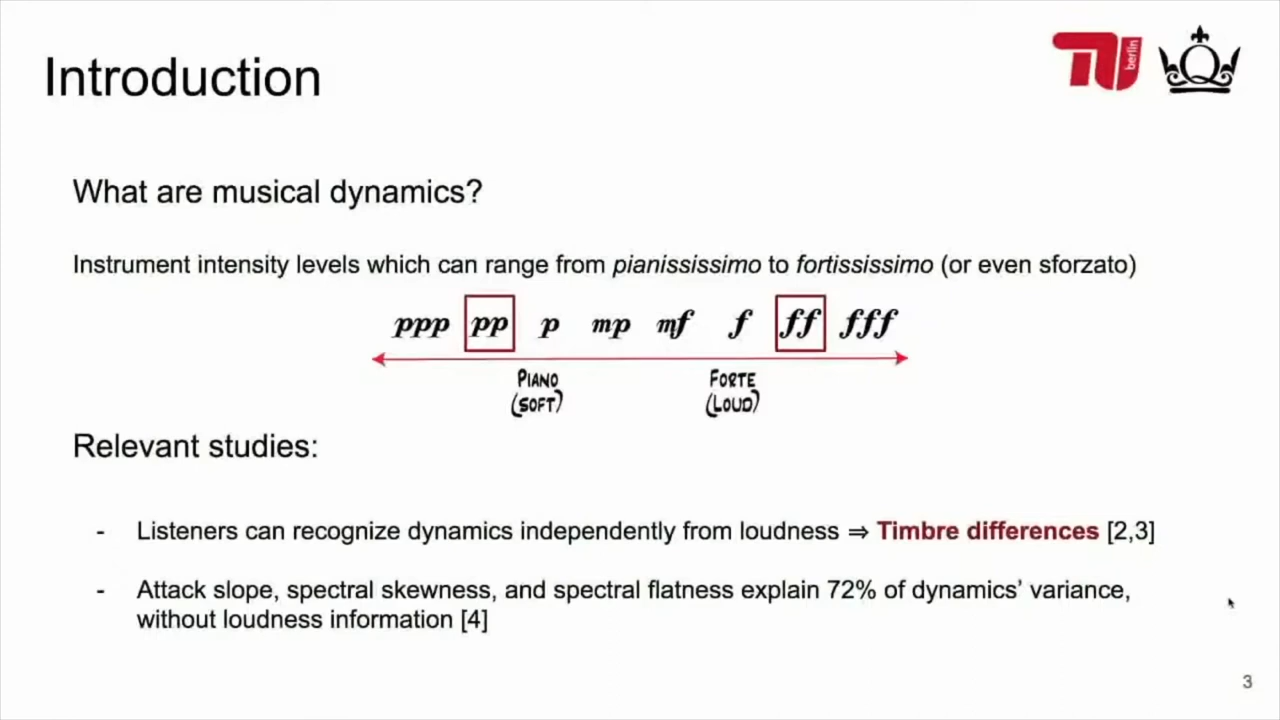 Introduction
berlin
What are musical dynamics?
Instrument intensity levels which can range from pianississimo to fortississimo (or even sforzato)
ppp pp p mp mf f ff fff
PIANO FORTE
(SOFT) (LOUD)
Relevant studies:
- Listeners can recognize dynamics independently from loudness ⇒ Timbre differences [2,3]
- Attack slope, spectral skewness, and spectral flatness explain 72% of dynamics’ variance,
without loudness information [4]
3